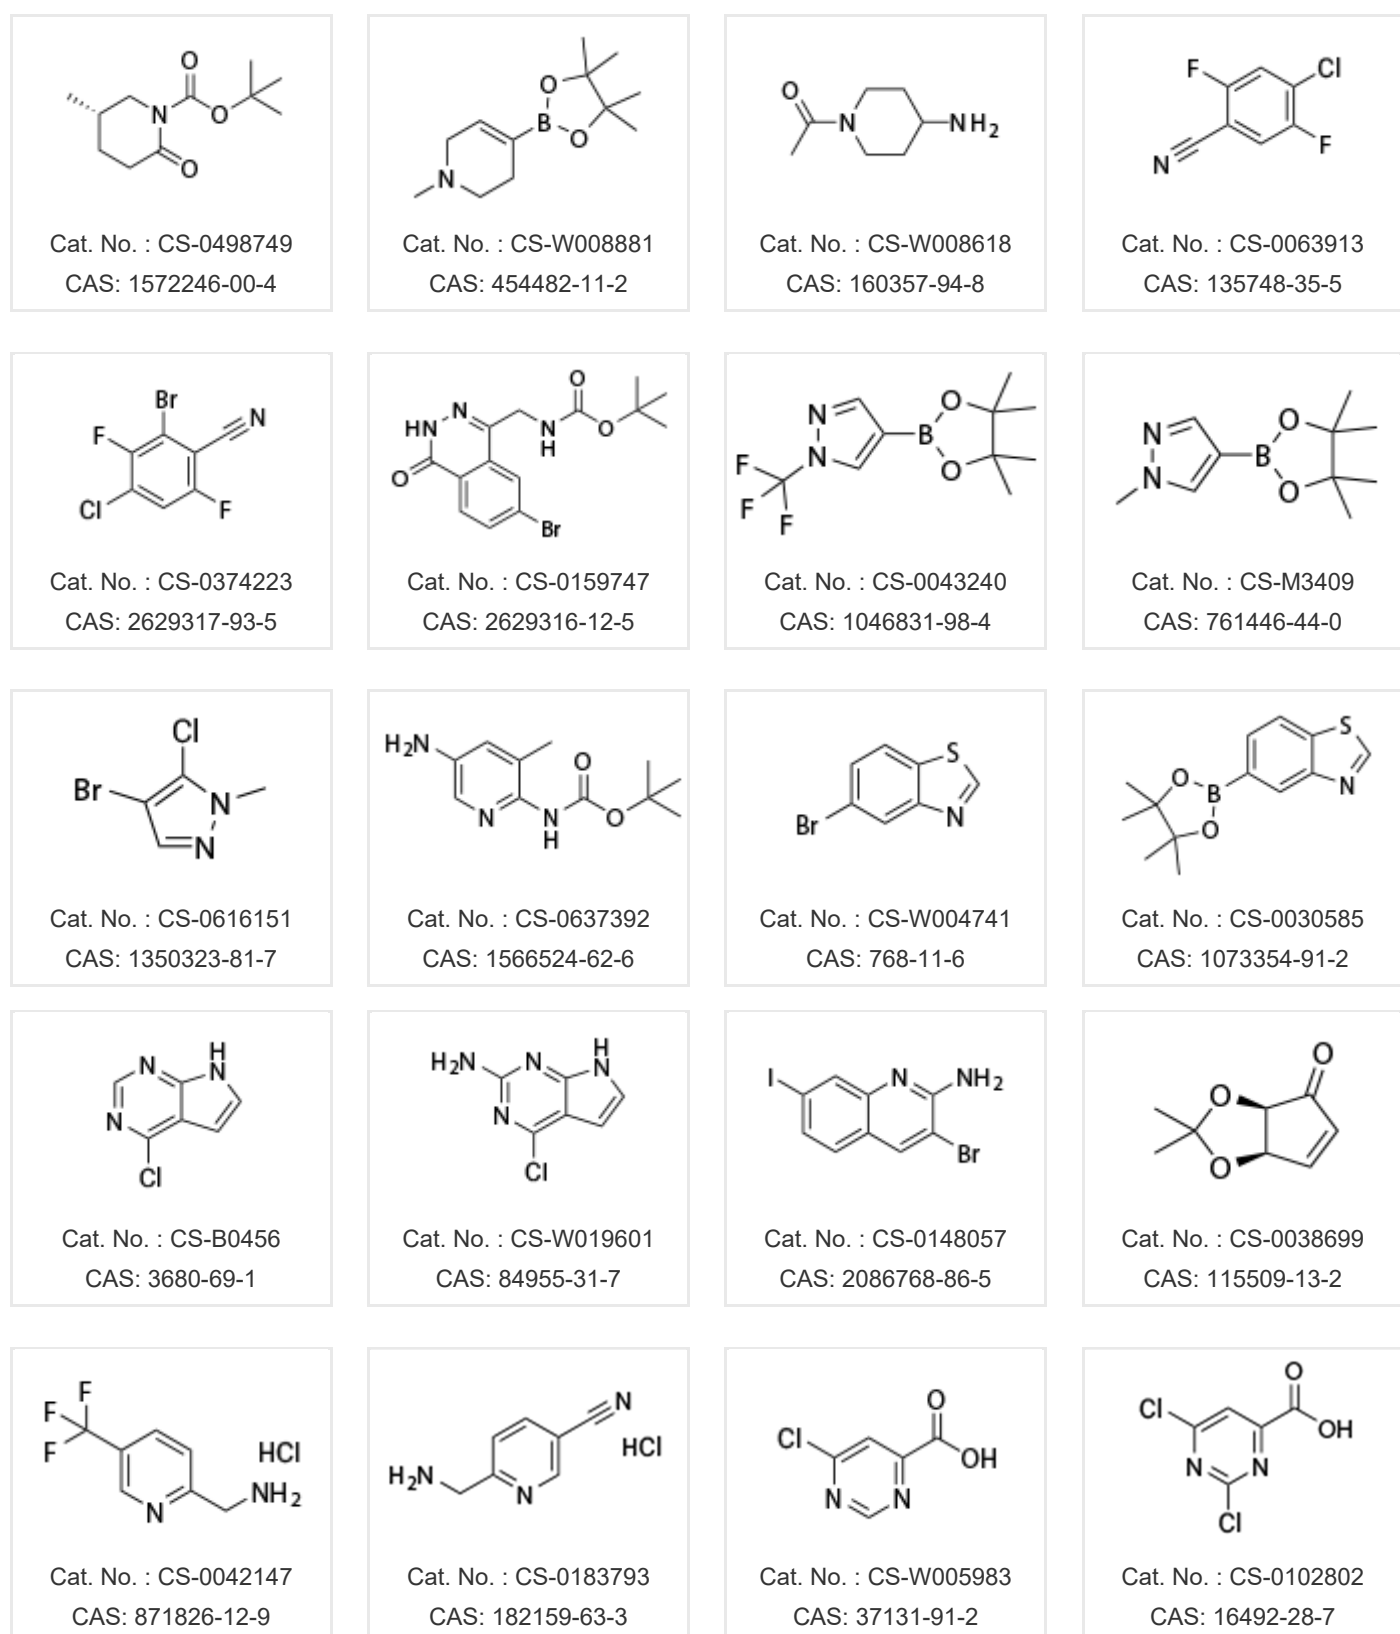 Cat. No. : CS-0498749
CAS: 1572246-00-4
Cat. No. : CS-W008881
CAS: 454482-11-2
Cat. No. : CS-W008618
CAS: 160357-94-8
Cat. No. : CS-0063913
CAS: 135748-35-5
Cat. No. : CS-0374223
CAS: 2629317-93-5
Cat. No. : CS-0159747
CAS: 2629316-12-5
Cat. No. : CS-0043240
CAS: 1046831-98-4
Cat. No. : CS-M3409
CAS: 761446-44-0
Cat. No. : CS-0616151
CAS: 1350323-81-7
Cat. No. : CS-0637392
CAS: 1566524-62-6
Cat. No. : CS-W004741
CAS: 768-11-6
Cat. No. : CS-0030585
CAS: 1073354-91-2
Cat. No. : CS-B0456
CAS: 3680-69-1
Cat. No. : CS-W019601
CAS: 84955-31-7
Cat. No. : CS-0148057
CAS: 2086768-86-5
Cat. No. : CS-0038699
CAS: 115509-13-2
HCl
Cat. No. : CS-0042147
CAS: 871826-12-9
HCl
Cat. No. : CS-0183793
CAS: 182159-63-3
Cat. No. : CS-W005983
CAS: 37131-91-2
Cat. No. : CS-0102802
CAS: 16492-28-7